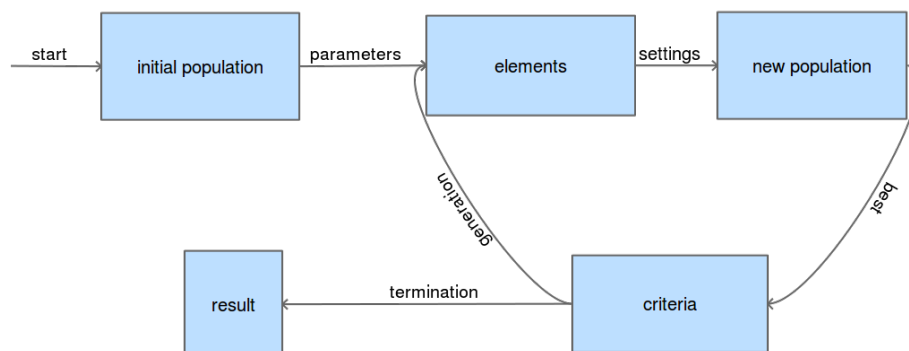 start
initial population
parameters
elements
settings
new population
generation
best
result
termination
criteria